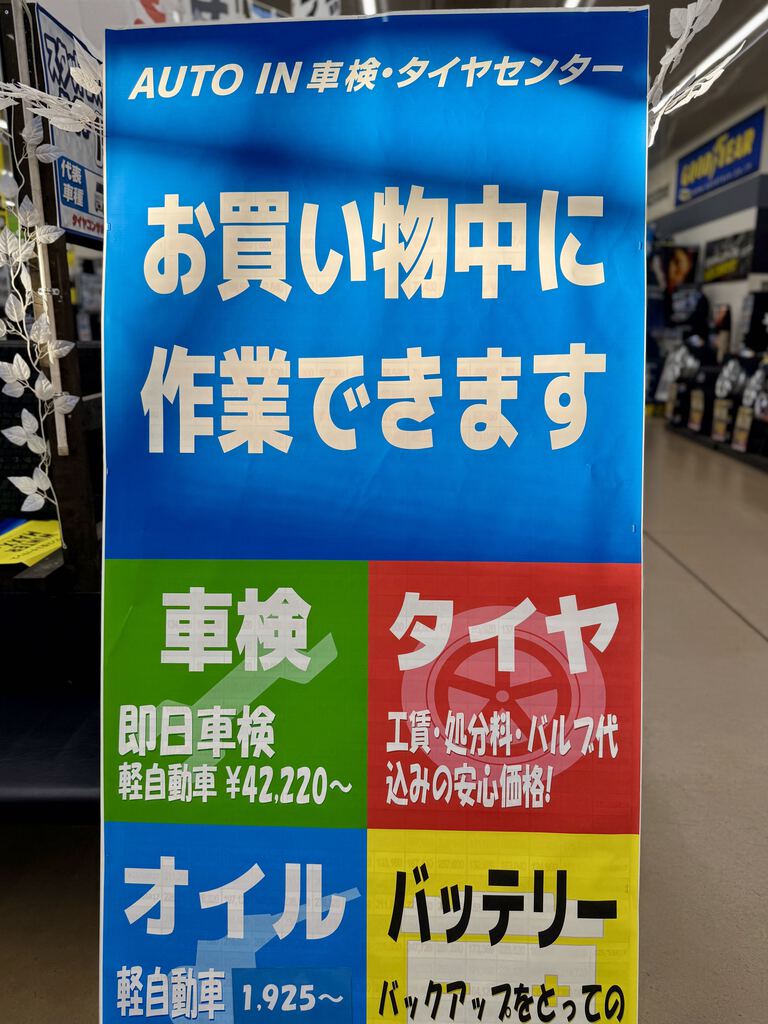 AUTO IN 車検・タイヤセンター
お買い物中に
作業できます
車検
即日車検
軽自動車 ¥42,220～
タイヤ
工賃・処分料・バルブ代
込みの安心価格!
オイル
軽自動車 1,925～
バッテリー
バックアップをとっての
代表
車種
GOODYEAR